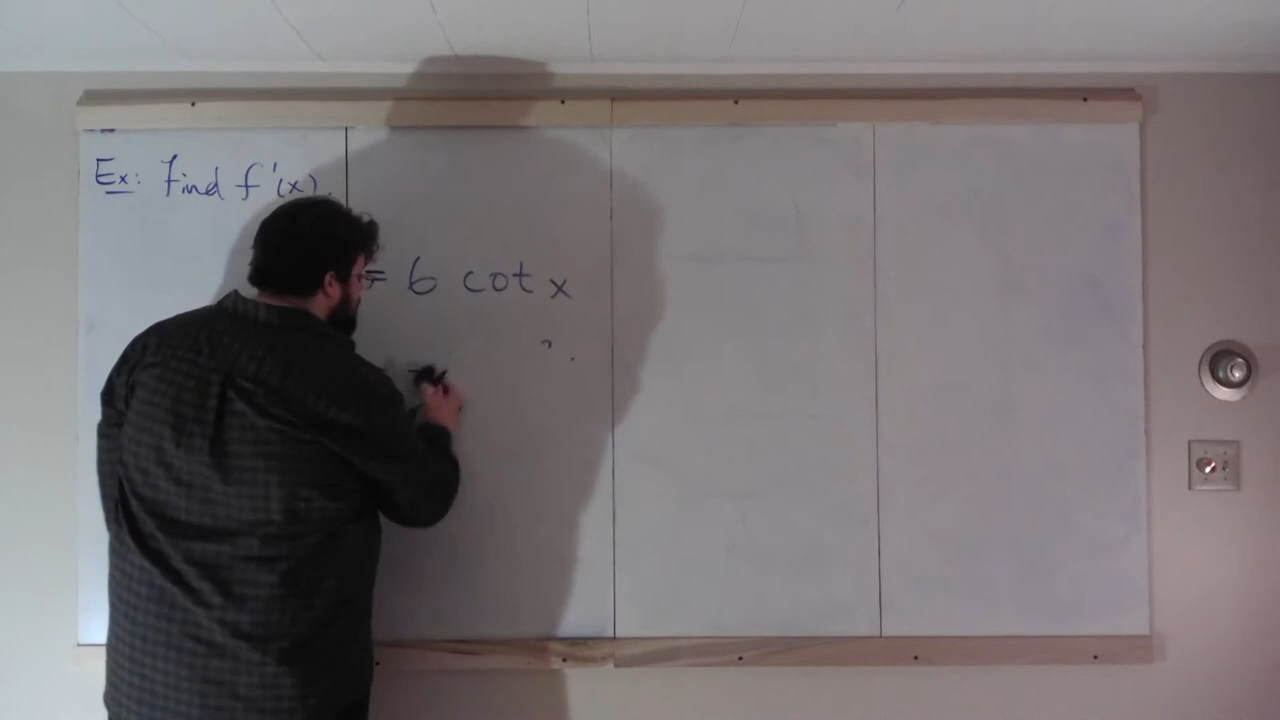 Ex: Find f'(x).
= 6 cot x